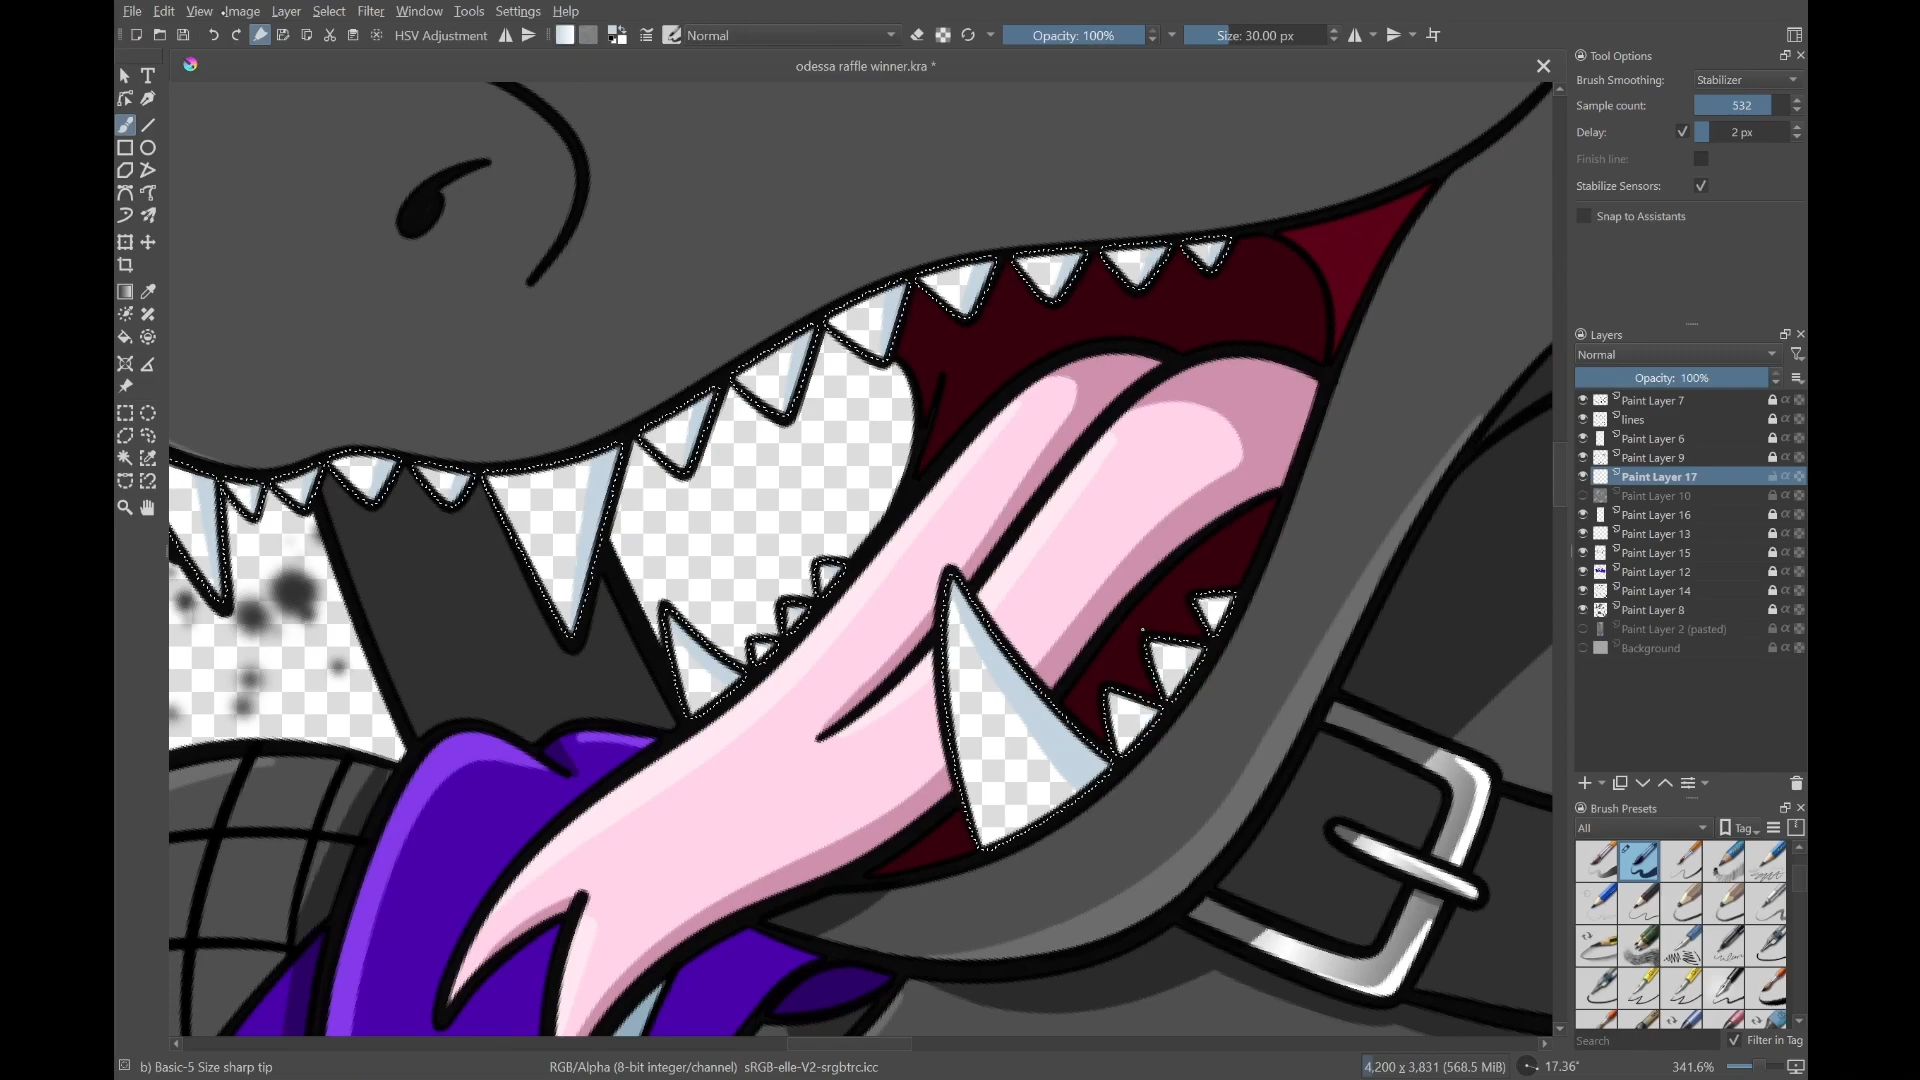 File Edit View Image Layer Select Filter Window Tools Settings Help
HSV Adjustment Normal Opacity: 100% Size: 30.00 px
odessa raffle winner.kra *
Tool Options
Brush Smoothing: Stabilizer
Sample count: 532
Delay: 2 px
Finish line:
Stabilize Sensors:
Snap to Assistants
Layers
Normal
Opacity: 100%
Paint Layer 7
lines
Paint Layer 6
Paint Layer 9
Paint Layer 17
Paint Layer 10
Paint Layer 16
Paint Layer 13
Paint Layer 15
Paint Layer 12
Paint Layer 14
Paint Layer 8
Paint Layer 2 (pasted)
Background
Brush Presets
All Tag
Search Filter in Tag
b) Basic-5 Size sharp tip RGB/Alpha (8-bit integer/channel) sRGB-elle-V2-srgbtrc.icc 4,200 x 3,831 (568.5 MiB) 17.36° 341.6%